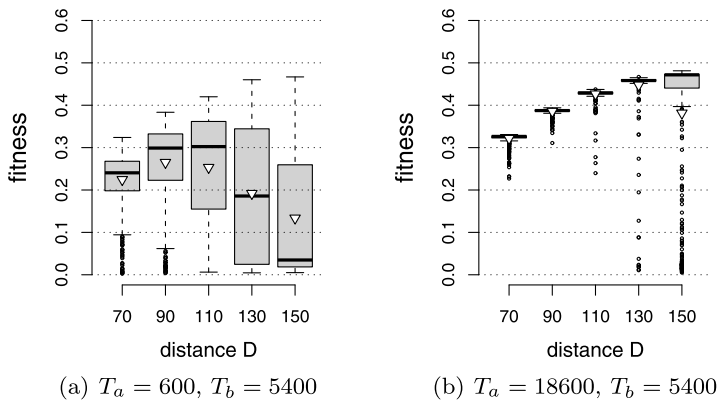 0.6
0.5
0.4
0.3
0.2
0.1
0.0
fitness
70 90 110 130 150
distance D
(a) T_a = 600, T_b = 5400
0.6
0.5
0.4
0.3
0.2
0.1
0.0
fitness
70 90 110 130 150
distance D
(b) T_a = 18600, T_b = 5400